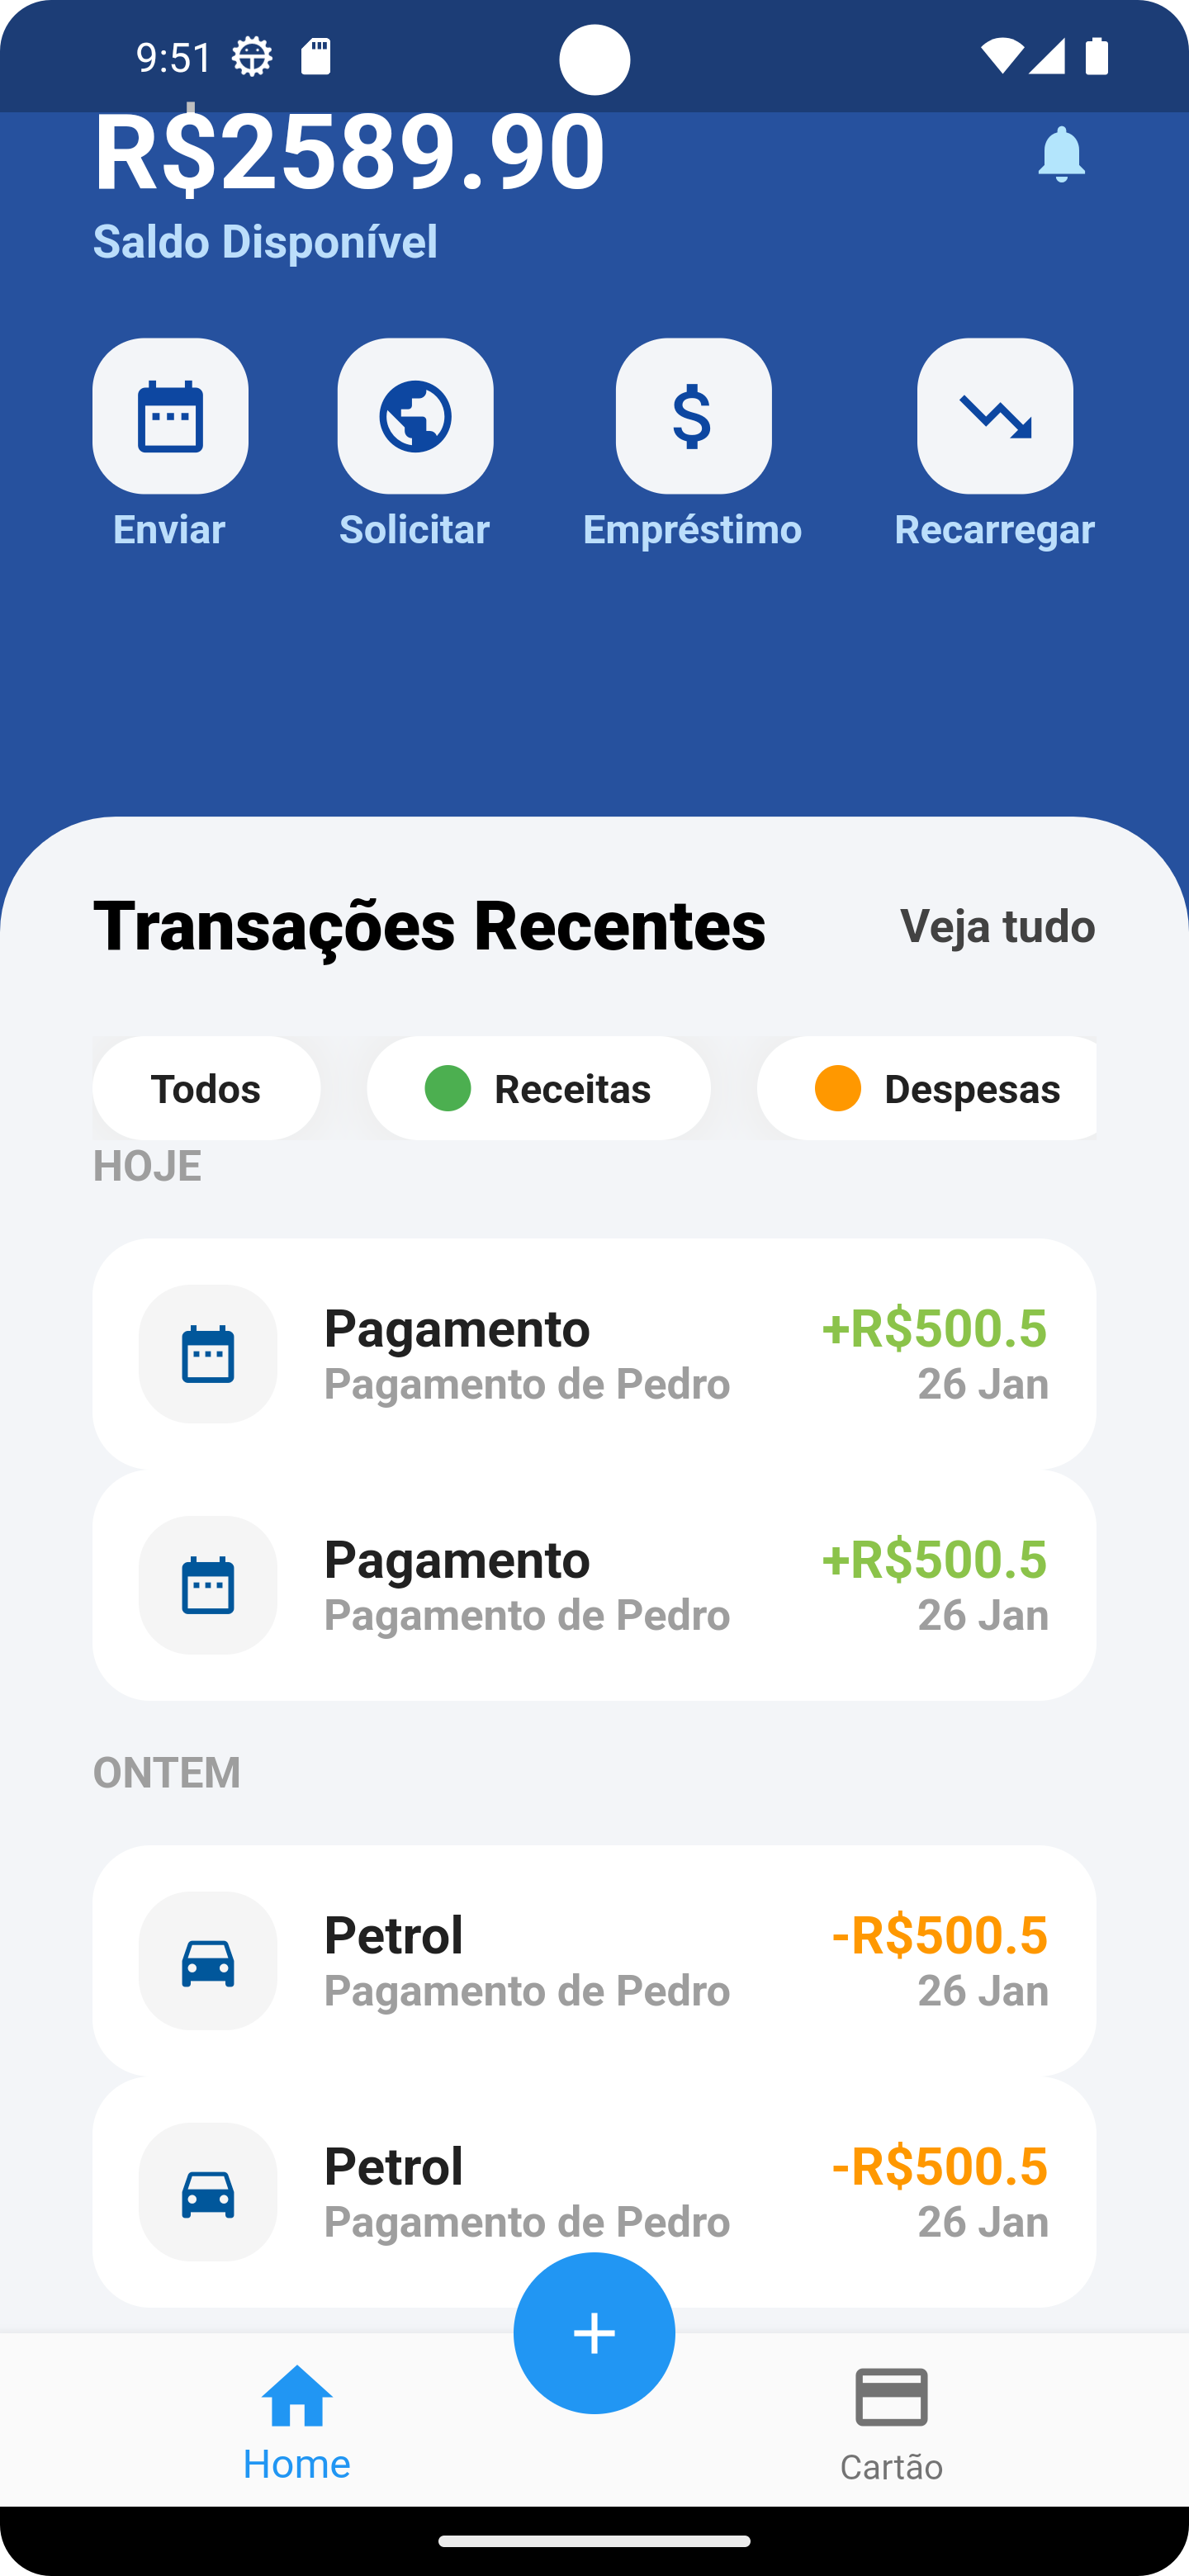 9:51
R$2589.90
Saldo Disponível
Enviar Solicitar Empréstimo Recarregar
Transações Recentes Veja tudo
Todos Receitas Despesas
HOJE
Pagamento +R$500.5
Pagamento de Pedro 26 Jan
Pagamento +R$500.5
Pagamento de Pedro 26 Jan
ONTEM
Petrol -R$500.5
Pagamento de Pedro 26 Jan
Petrol -R$500.5
Pagamento de Pedro 26 Jan
Home Cartão